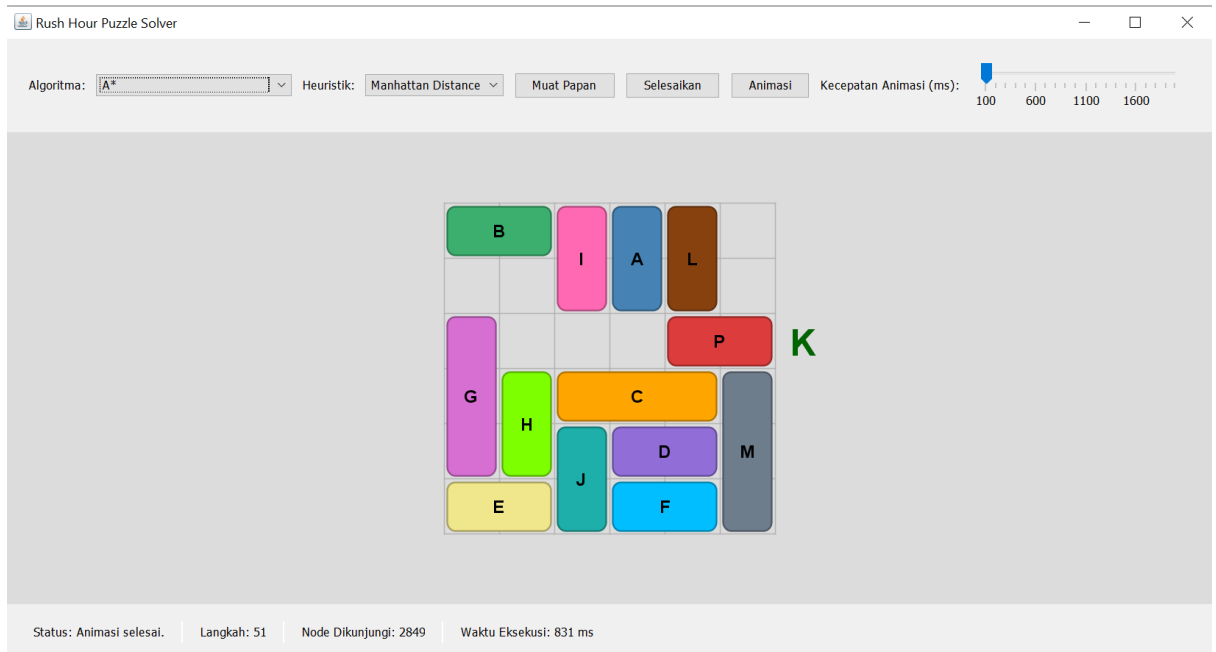 Rush Hour Puzzle Solver
Algoritma: A* Heuristik: Manhattan Distance Muat Papan Selesaikan Animasi Kecepatan Animasi (ms):
100 600 1100 1600
B
I A L
P K
G C
H
D M
J
E F
Status: Animasi selesai. Langkah: 51 Node Dikunjungi: 2849 Waktu Eksekusi: 831 ms